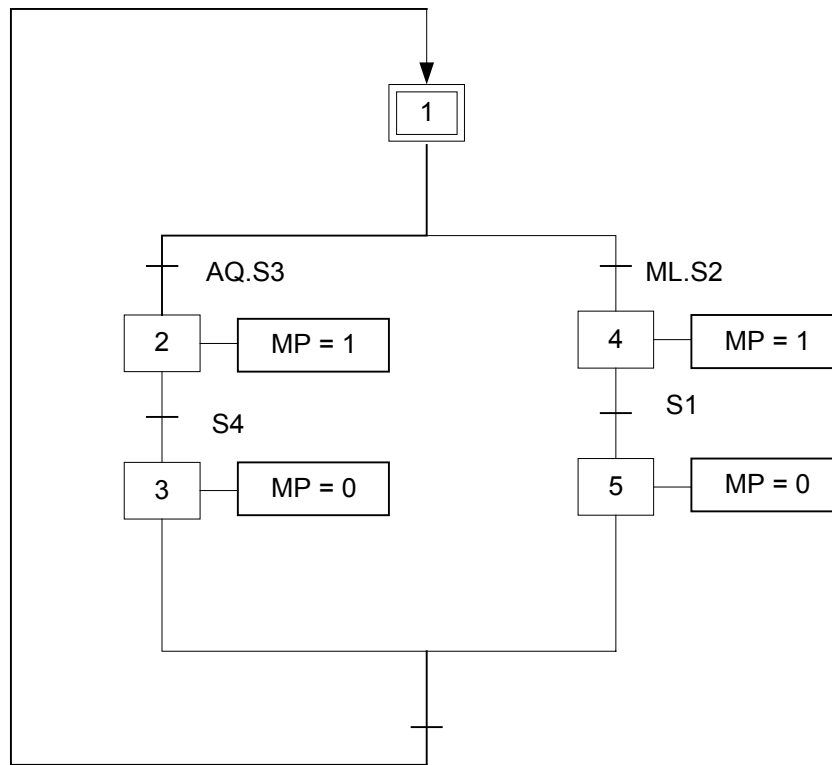 1
AQ.S3
ML.S2
2
MP = 1
4
MP = 1
S4
S1
3
MP = 0
5
MP = 0